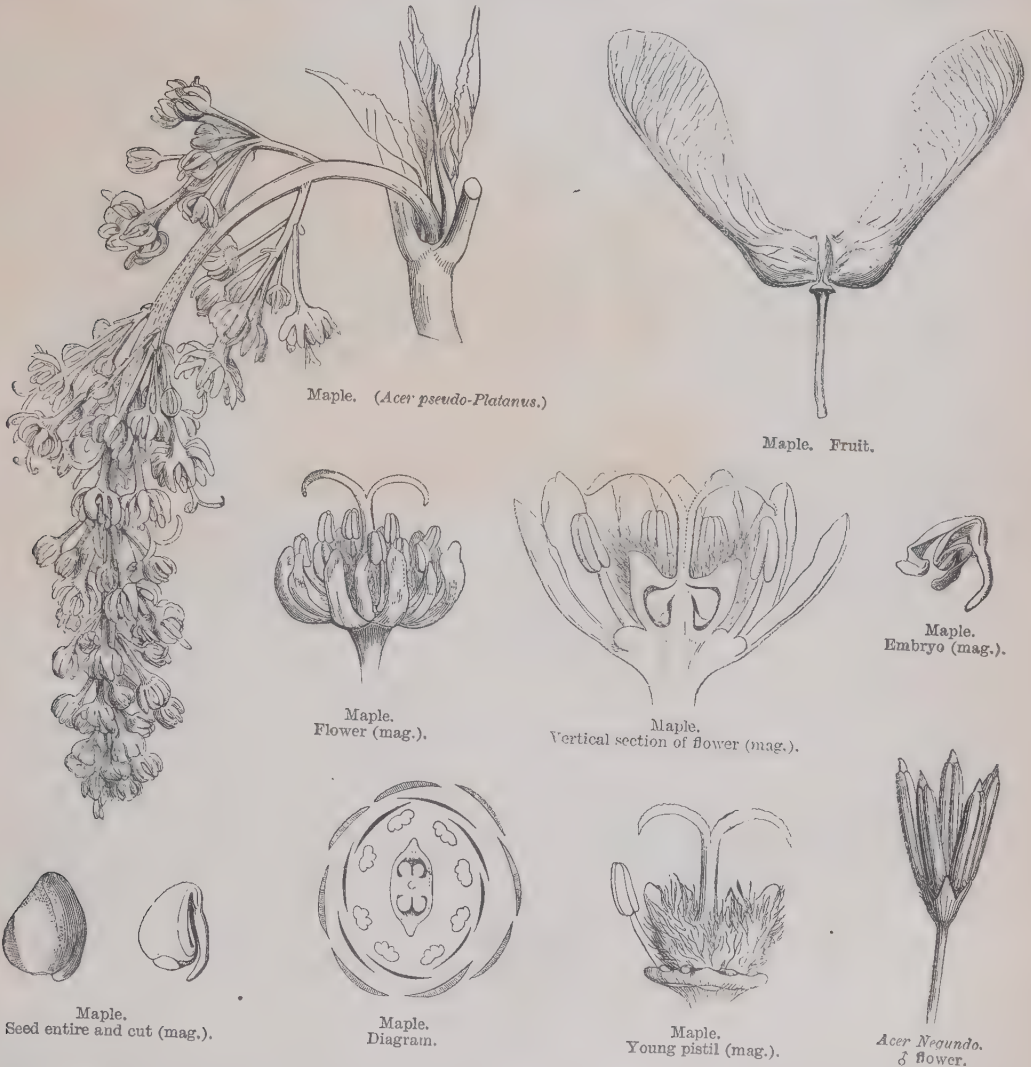 Maple. (Acer pseudo-Platanus.)
Maple. Fruit.
Maple.
Embryo (mag.).
Maple.
Flower (mag.).
Maple.
Vertical section of flower (mag.).
Maple.
Seed entire and cut (mag.).
Maple.
Diagram.
Maple.
Young pistil (mag.).
Acer Negundo.
♂ flower.